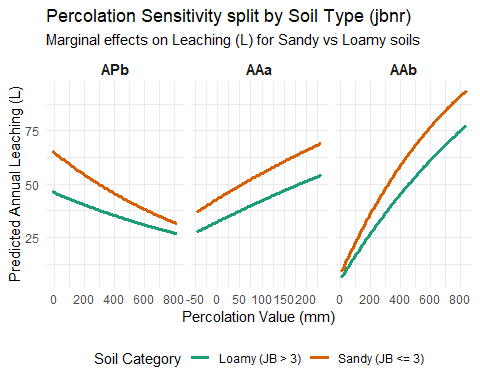 Percolation Sensitivity split by Soil Type (jbnr)
Marginal effects on Leaching (L) for Sandy vs Loamy soils
APb AAa AAb
Predicted Annual Leaching (L)
75
50
25
0 200 400 600 800 -50 0 50 100 150 200 0 200 400 600 800
Percolation Value (mm)
Soil Category Loamy (JB > 3) Sandy (JB <= 3)